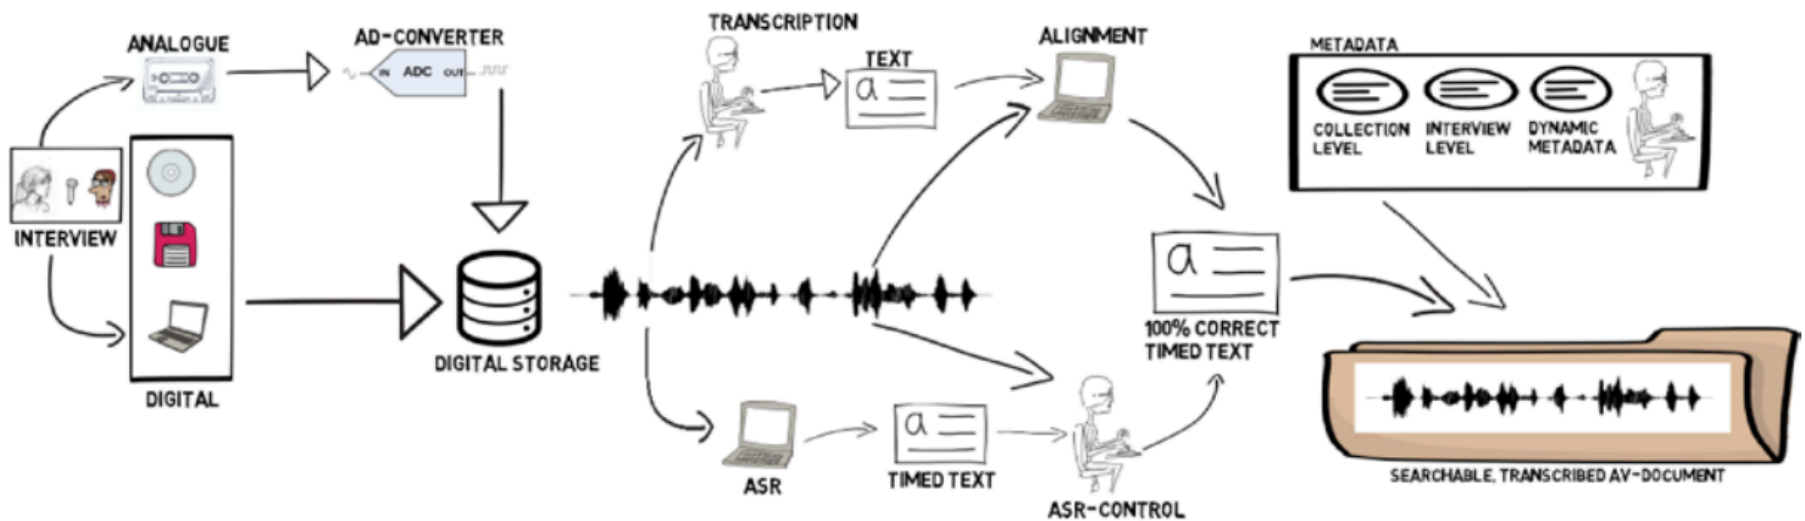 ANALOGUE
AD-CONVERTER
IN ADC OUT
INTERVIEW
DIGITAL
DIGITAL STORAGE
TRANSCRIPTION
TEXT
a
ALIGNMENT
ASR
a
TIMED TEXT
ASR-CONTROL
a
100% CORRECT
TIMED TEXT
METADATA
COLLECTION
LEVEL
INTERVIEW
LEVEL
DYNAMIC
METADATA
SEARCHABLE, TRANSCRIBED AV-DOCUMENT